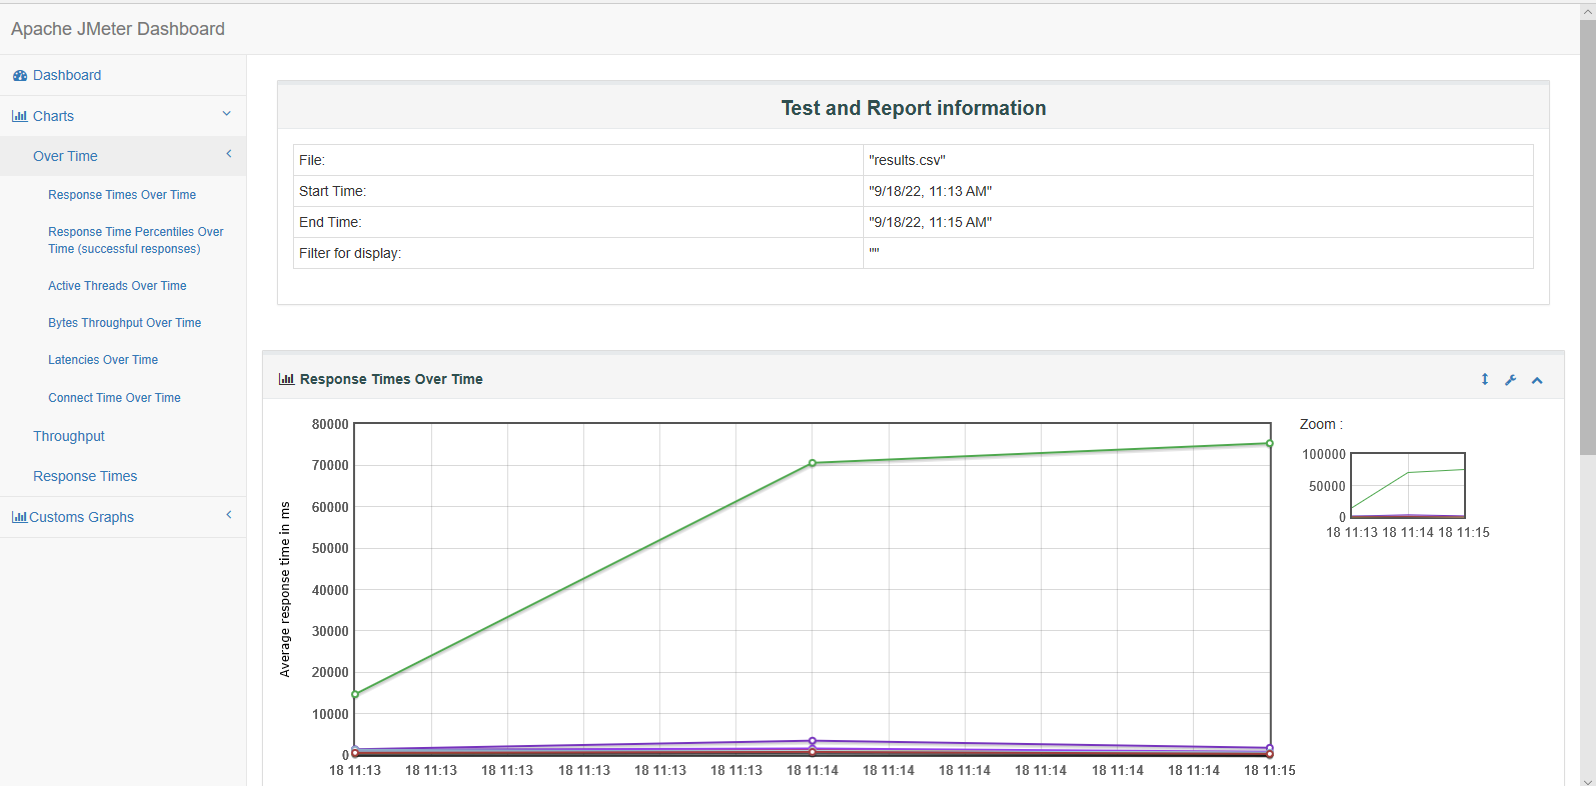 Apache JMeter Dashboard
Dashboard
Charts
Over Time
Response Times Over Time
Response Time Percentiles Over
Time (successful responses)
Active Threads Over Time
Bytes Throughput Over Time
Latencies Over Time
Connect Time Over Time
Throughput
Response Times
Customs Graphs
Test and Report information
File: "results.csv"
Start Time: "9/18/22, 11:13 AM"
End Time: "9/18/22, 11:15 AM"
Filter for display: ""
Response Times Over Time
Average response time in ms
80000
70000
60000
50000
40000
30000
20000
10000
0
18 11:13 18 11:13 18 11:13 18 11:13 18 11:13 18 11:13 18 11:14 18 11:14 18 11:14 18 11:14 18 11:14 18 11:14 18 11:15
Zoom :
100000
50000
0
18 11:13 18 11:14 18 11:15